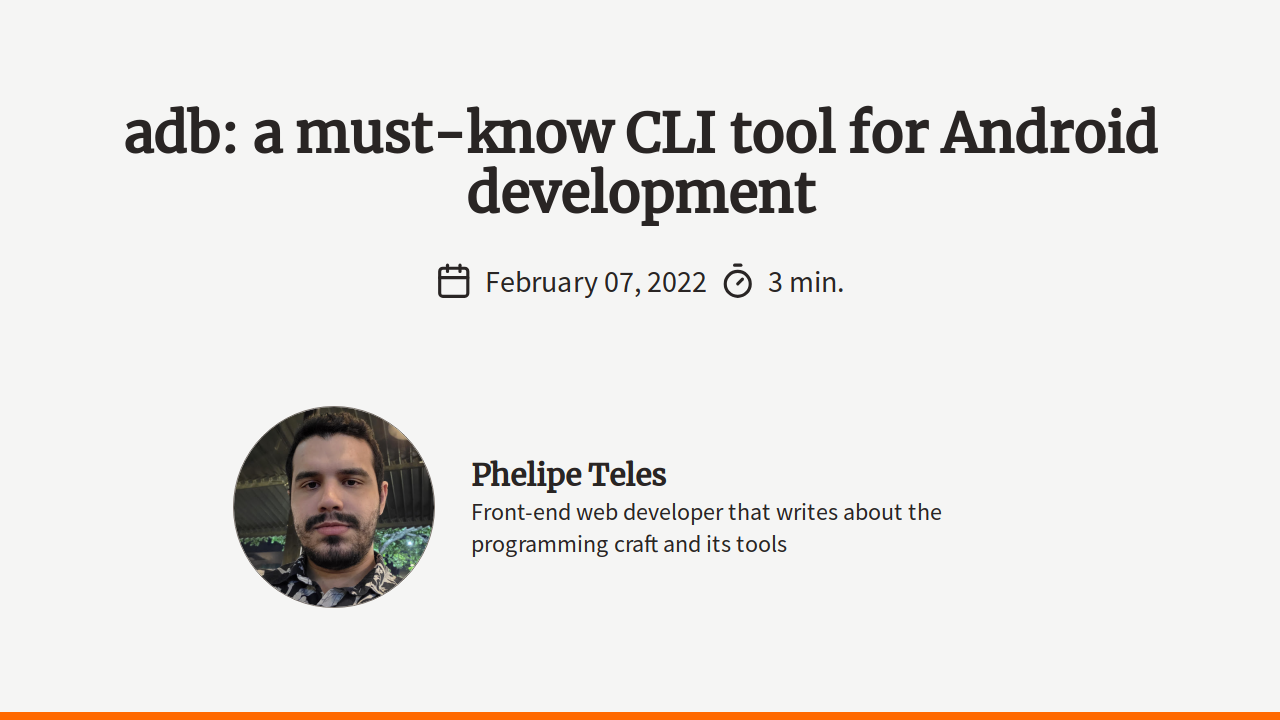 adb: a must-know CLI tool for Android
development
February 07, 2022 3 min.
Phelipe Teles
Front-end web developer that writes about the
programming craft and its tools